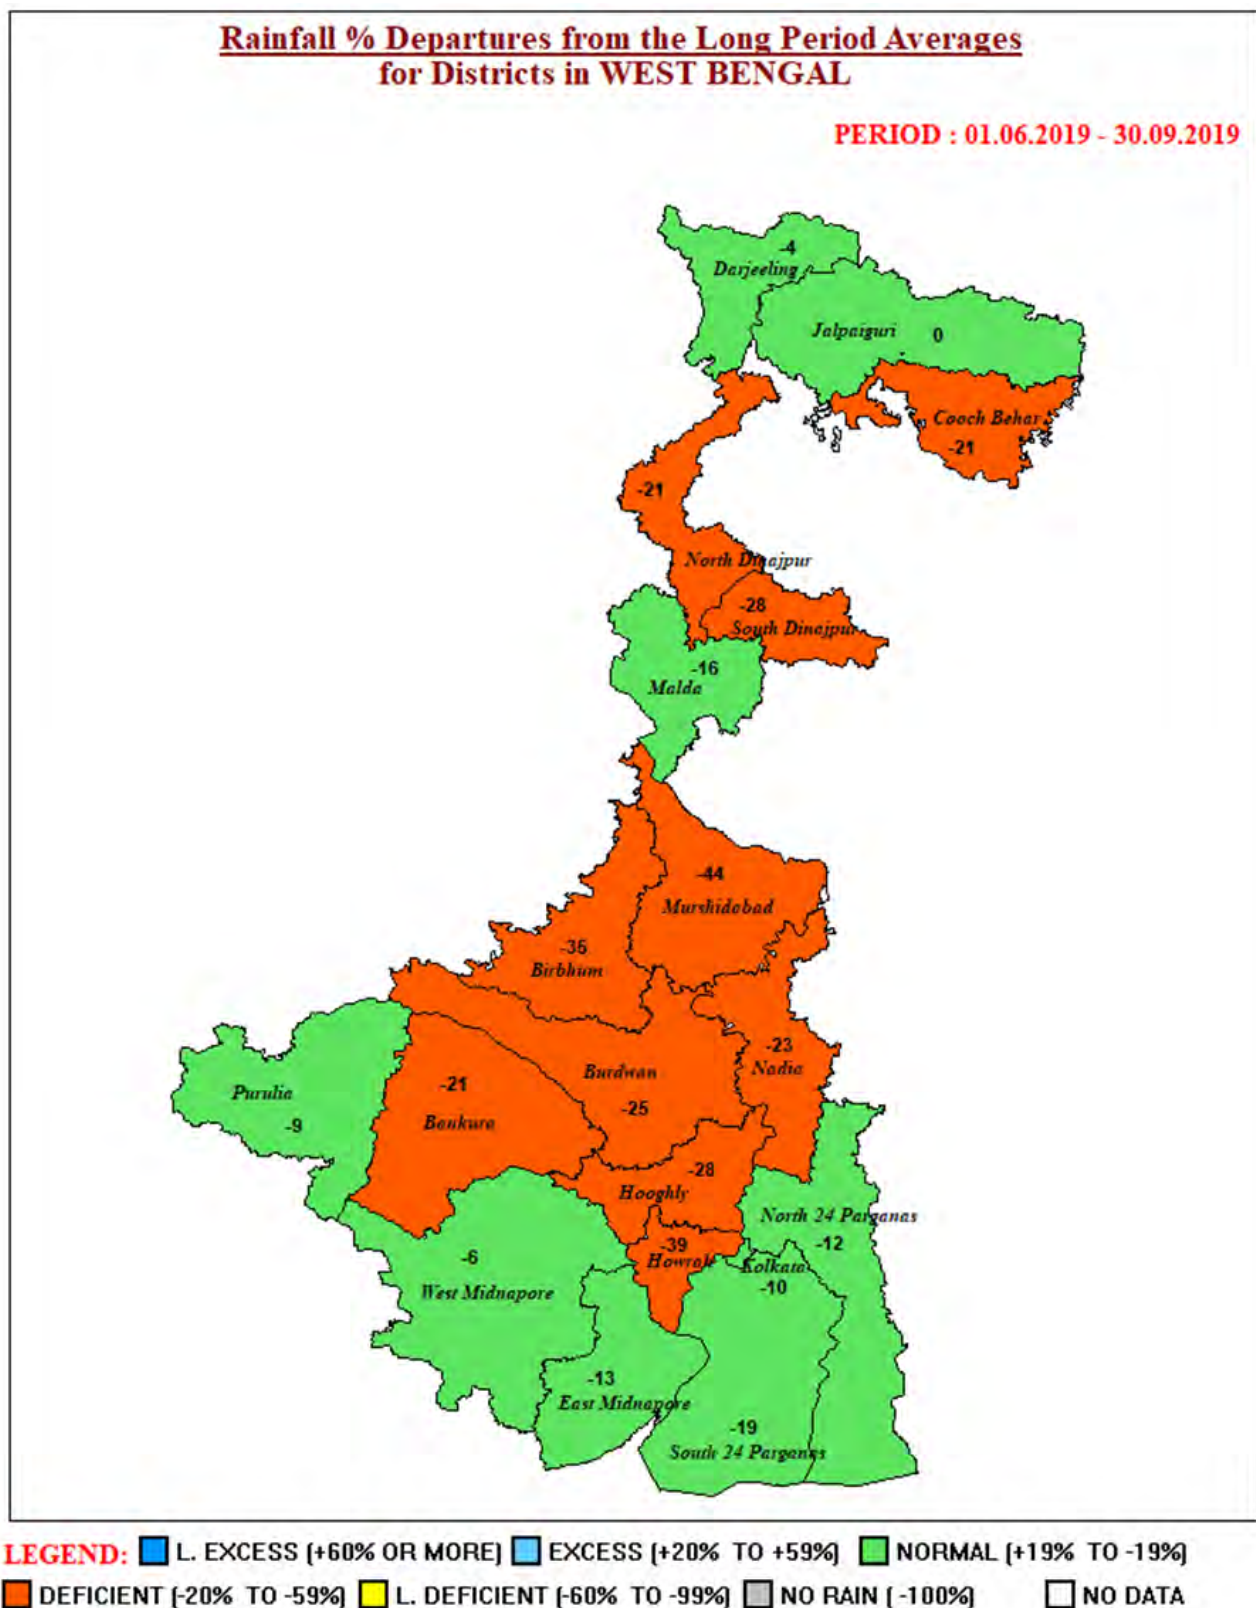 Rainfall % Departures from the Long Period Averages
for Districts in WEST BENGAL
PERIOD : 01.06.2019 - 30.09.2019
-4
Darjeeling
Jalpaiguri 0
Cooch Behar
-21
-21
North Dinajpur
-28
South Dinajpur
-16
Malda
-44
Murshidabad
-35
Birbhum
-23
Nadia
Burdwan
-25
-21
Bankura
Purulia
-9
-28
Hooghly
North 24 Parganas
-12
-39
Howrah
Kolkata
-10
-6
West Midnapore
-13
East Midnapore
-19
South 24 Parganas
LEGEND: L. EXCESS (+60% OR MORE) EXCESS (+20% TO +59%) NORMAL (+19% TO -19%)
DEFICIENT (-20% TO -59%) L. DEFICIENT (-60% TO -99%) NO RAIN ( -100%) NO DATA